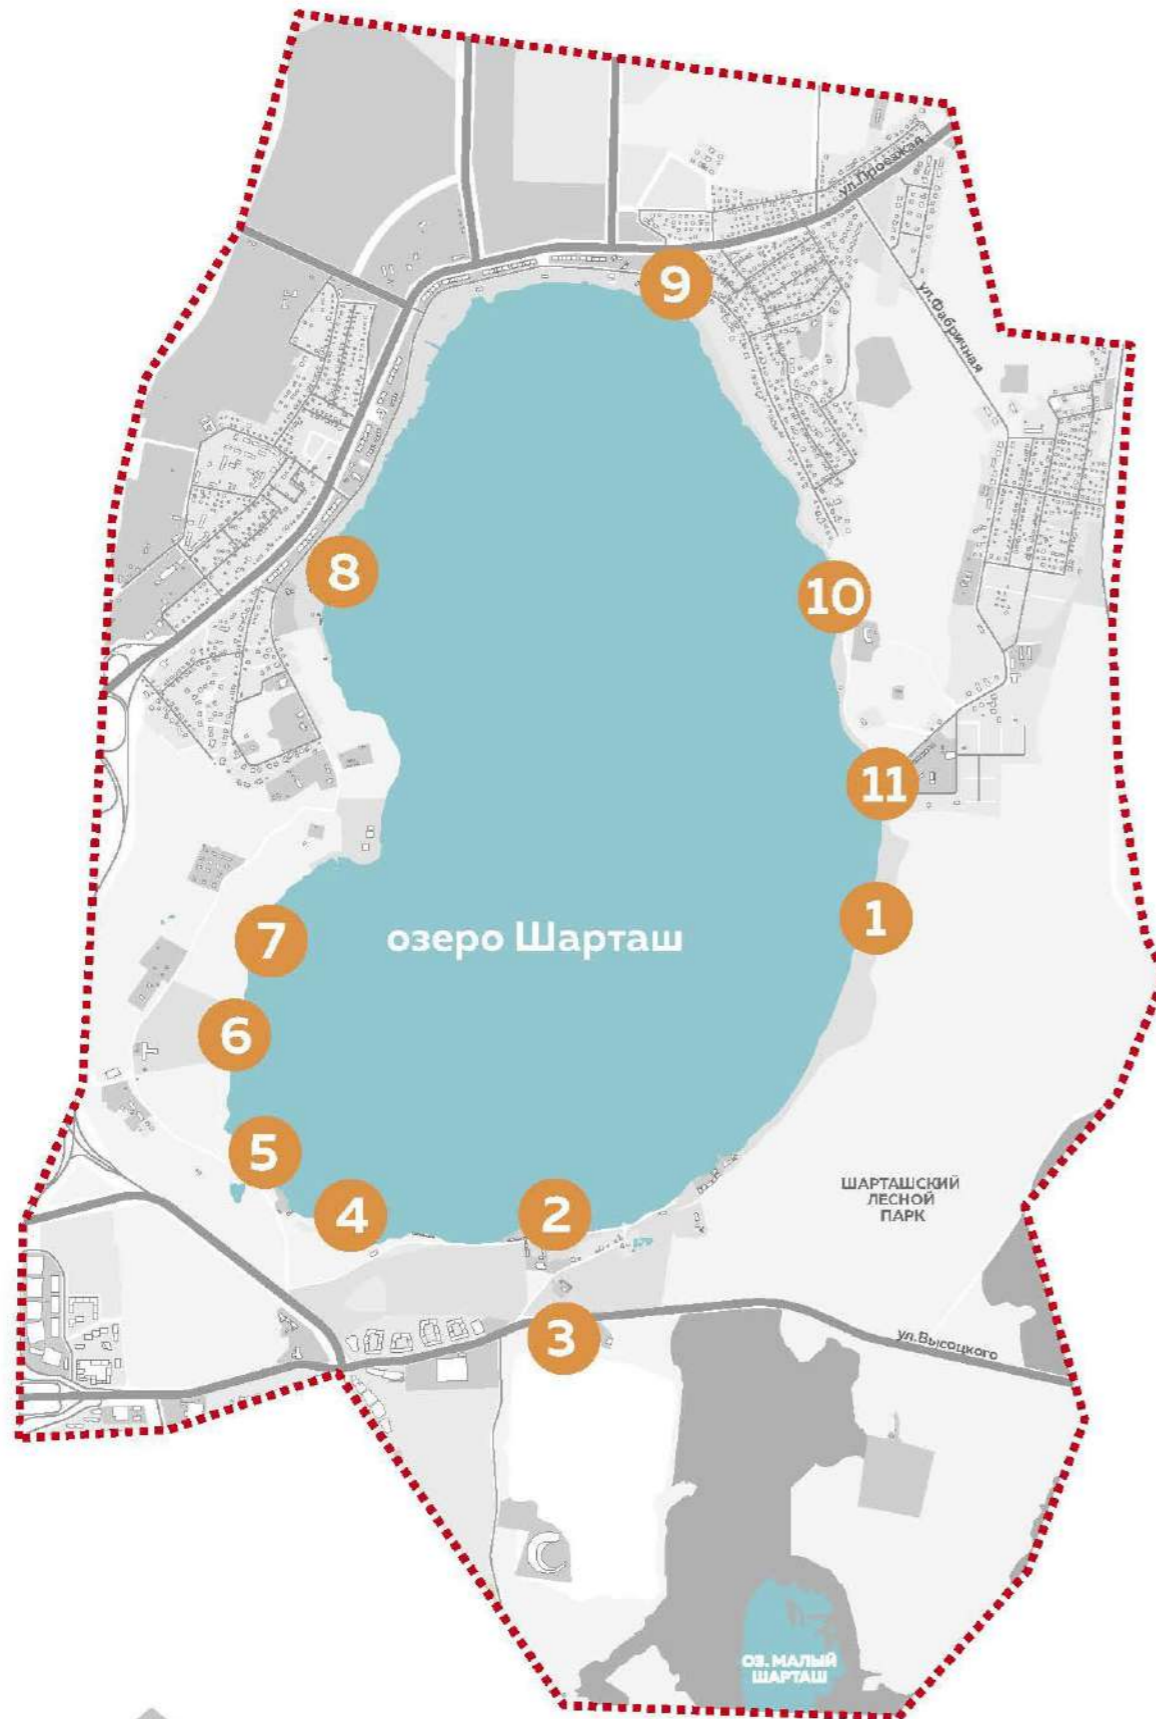 ул.Проезжая
9
ул.Фабричная
8
10
11
1
озеро Шарташ
7
6
5
4
2
ШАРТАШСКИЙ
ЛЕСНОЙ
ПАРК
3
ул.Высоцкого
ОЗ. МАЛЫЙ
ШАРТАШ